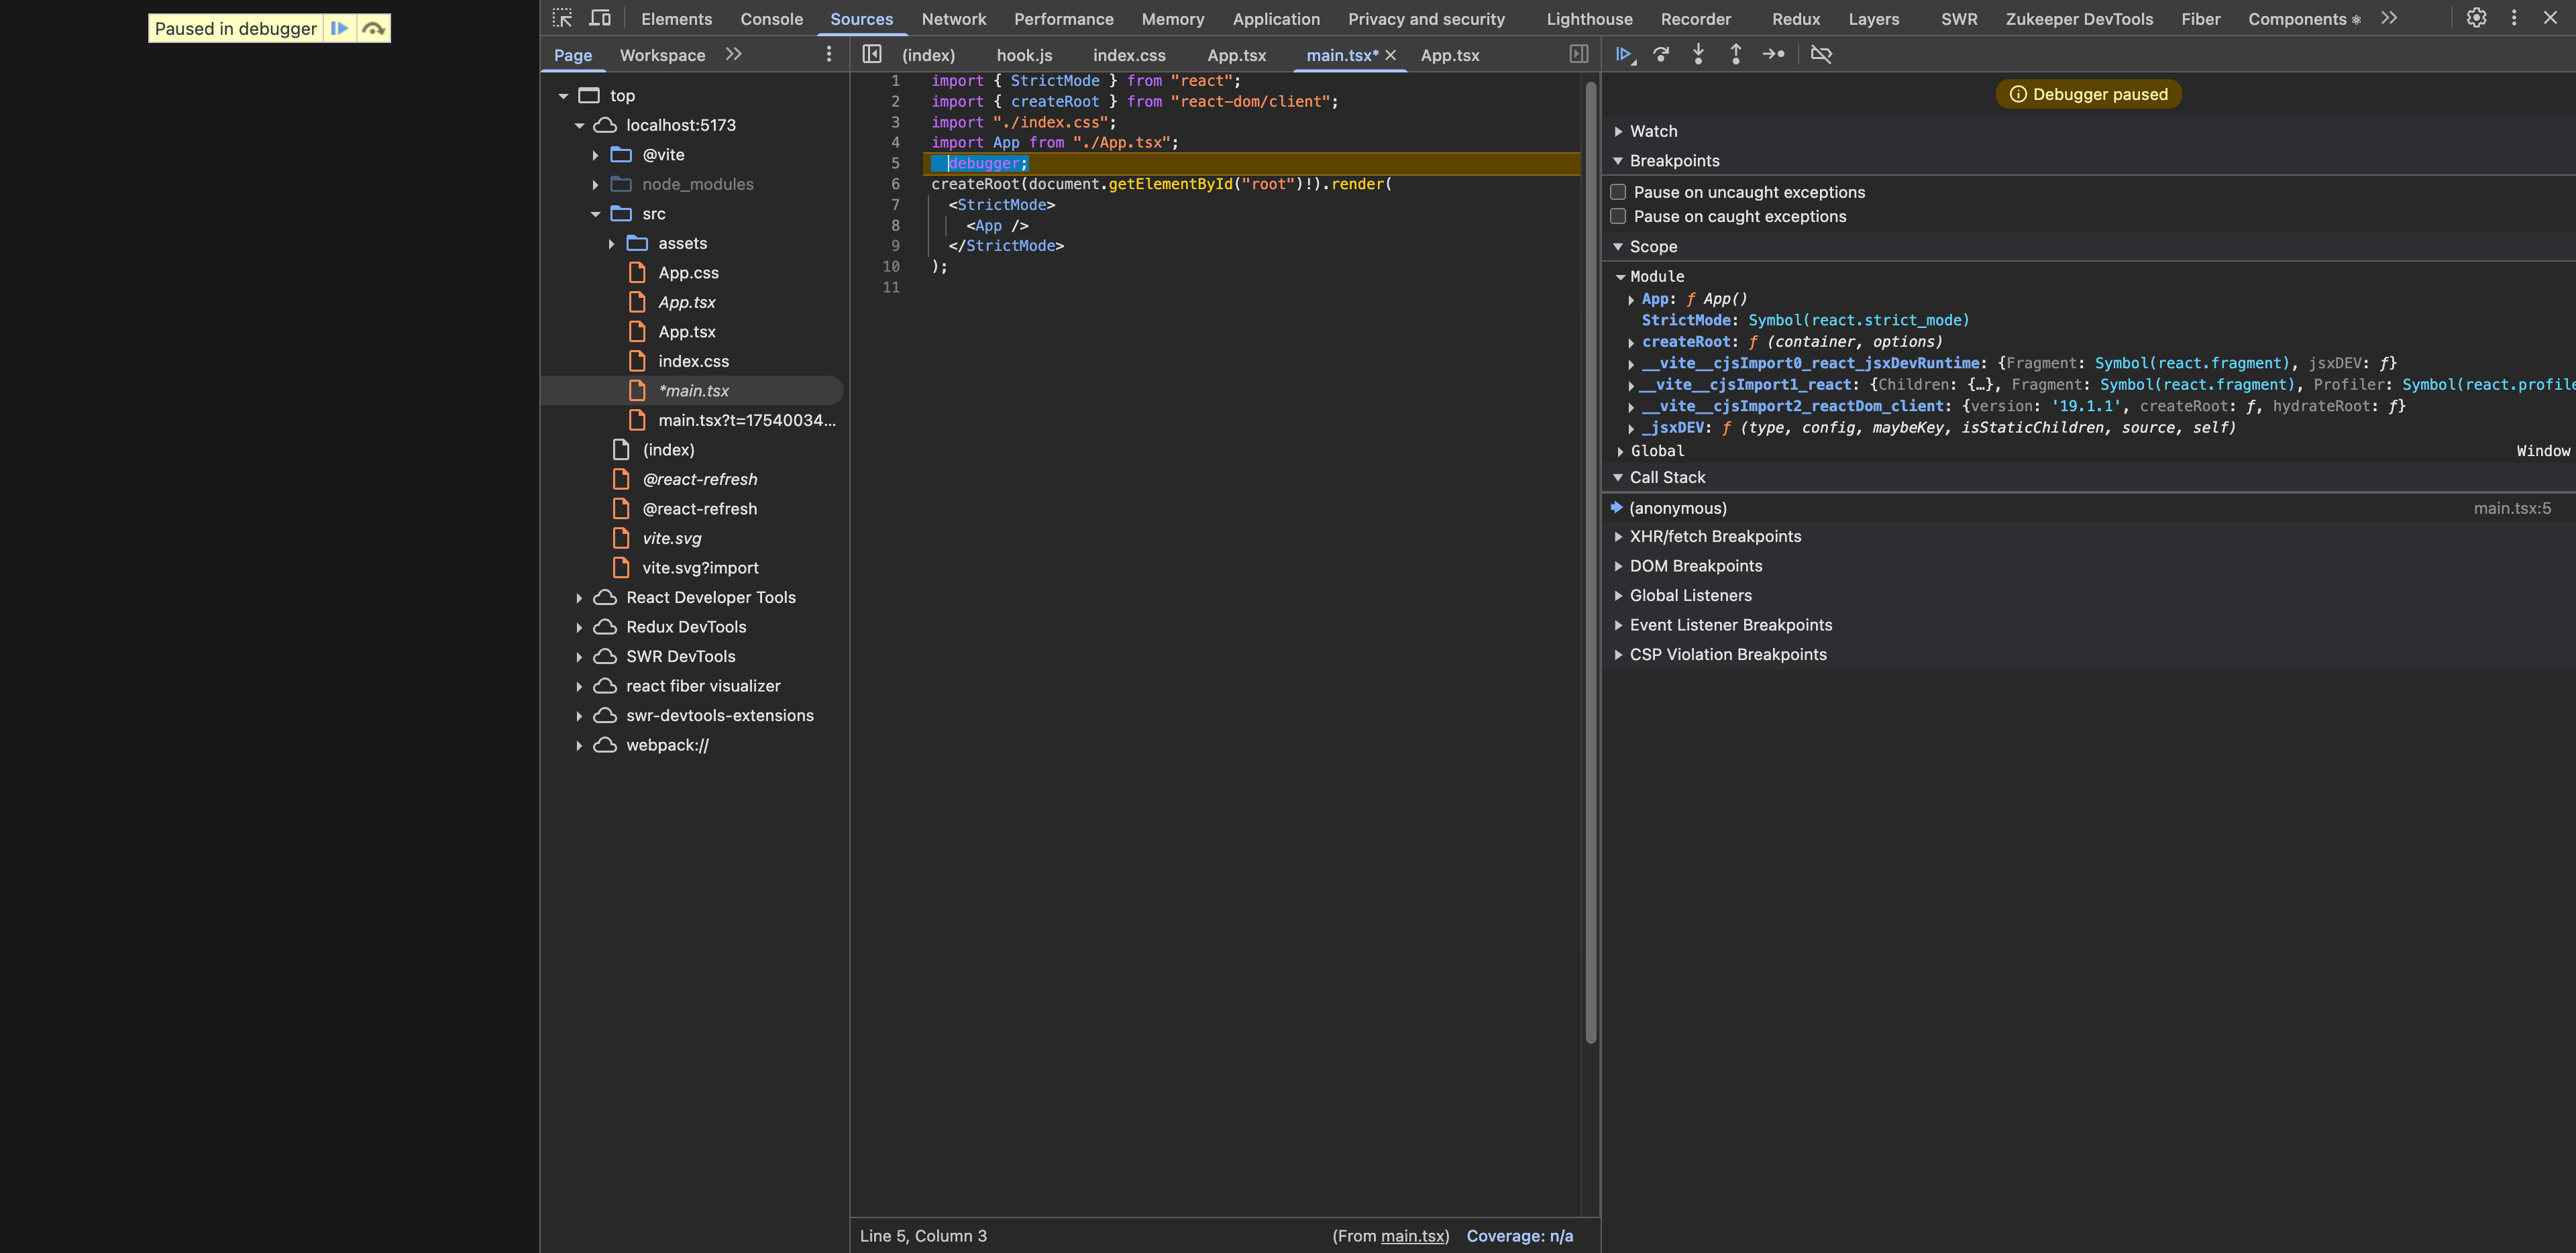 Paused in debugger
Elements Console Sources Network Performance Memory Application Privacy and security Lighthouse Recorder Redux Layers SWR Zukeeper DevTools Fiber Components ⚛
Page Workspace
(index) hook.js index.css App.tsx main.tsx* App.tsx
top
localhost:5173
@vite
node_modules
src
assets
App.css
App.tsx
App.tsx
index.css
*main.tsx
main.tsx?t=17540034...
(index)
@react-refresh
@react-refresh
vite.svg
vite.svg?import
React Developer Tools
Redux DevTools
SWR DevTools
react fiber visualizer
swr-devtools-extensions
webpack://
1 import { StrictMode } from "react";
2 import { createRoot } from "react-dom/client";
3 import "./index.css";
4 import App from "./App.tsx";
5   debugger;
6 createRoot(document.getElementById("root")!).render(
7   <StrictMode>
8     <App />
9   </StrictMode>
10 );
11
Line 5, Column 3 (From main.tsx) Coverage: n/a
Debugger paused
Watch
Breakpoints
Pause on uncaught exceptions
Pause on caught exceptions
Scope
Module
App: ƒ App()
StrictMode: Symbol(react.strict_mode)
createRoot: ƒ (container, options)
__vite__cjsImport0_react_jsxDevRuntime: {Fragment: Symbol(react.fragment), jsxDEV: ƒ}
__vite__cjsImport1_react: {Children: {…}, Fragment: Symbol(react.fragment), Profiler: Symbol(react.profile
__vite__cjsImport2_reactDom_client: {version: '19.1.1', createRoot: ƒ, hydrateRoot: ƒ}
_jsxDEV: ƒ (type, config, maybeKey, isStaticChildren, source, self)
Global Window
Call Stack
(anonymous) main.tsx:5
XHR/fetch Breakpoints
DOM Breakpoints
Global Listeners
Event Listener Breakpoints
CSP Violation Breakpoints